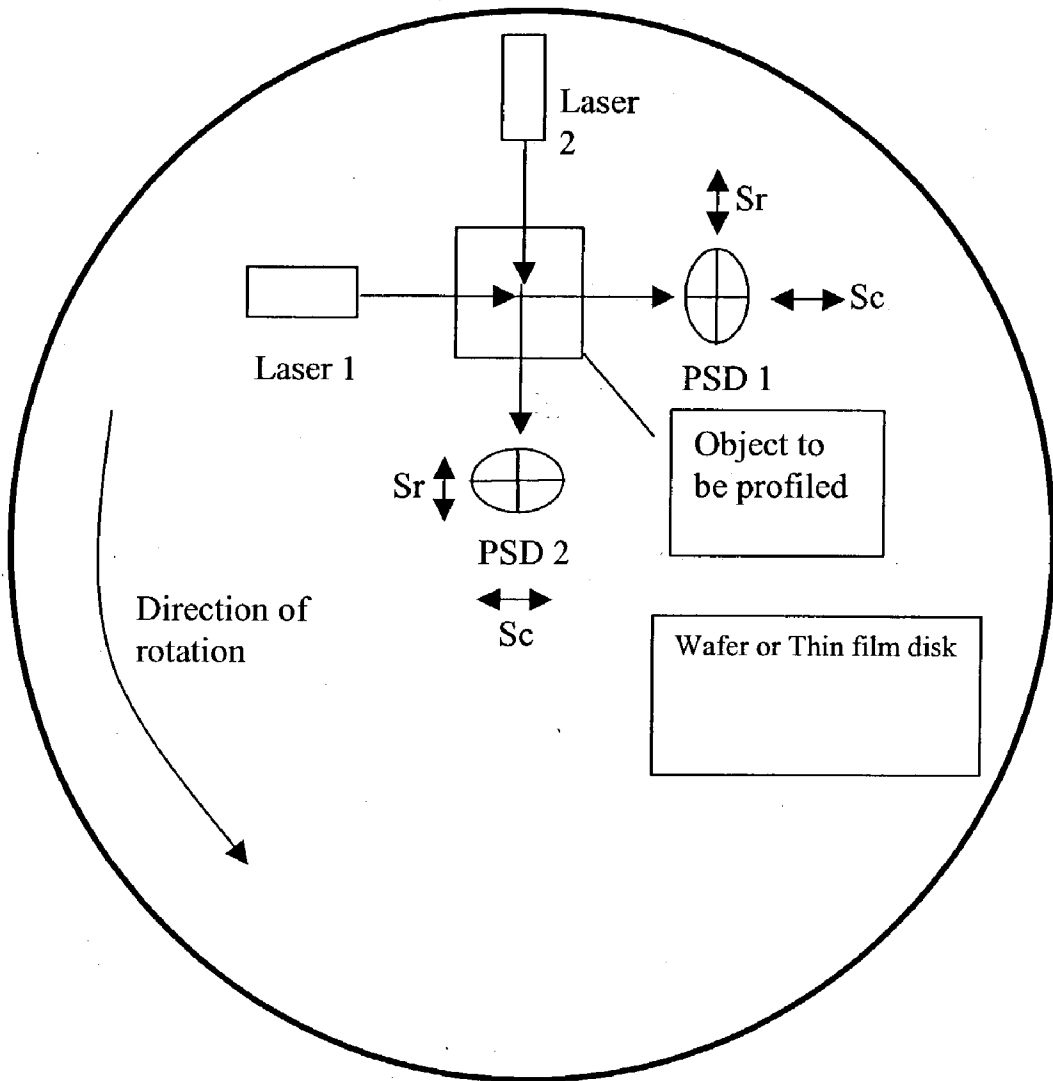 Laser
2
Sr
Sc
Laser 1
PSD 1
Object to
be profiled
Sr
PSD 2
Sc
Direction of
rotation
Wafer or Thin film disk